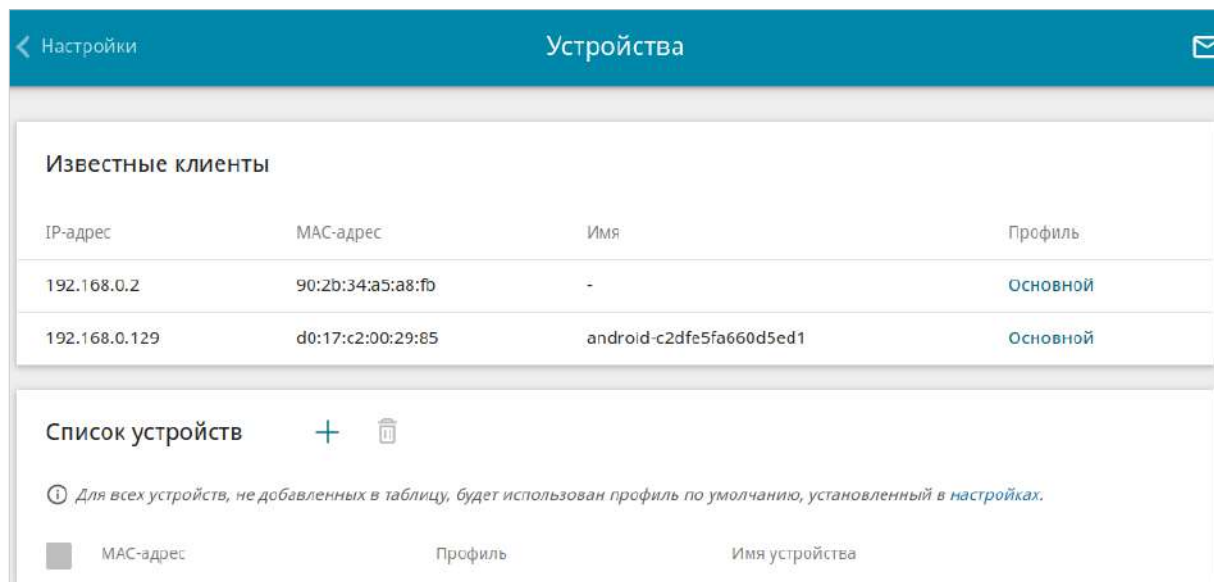 Настройки Устройства
Известные клиенты
IP-адрес MAC-адрес Имя Профиль
192.168.0.2 90:2b:34:a5:a8:fb - Основной
192.168.0.129 d0:17:c2:00:29:85 android-c2dfe5fa660d5ed1 Основной
Список устройств
Для всех устройств, не добавленных в таблицу, будет использован профиль по умолчанию, установленный в настройках.
MAC-адрес Профиль Имя устройства